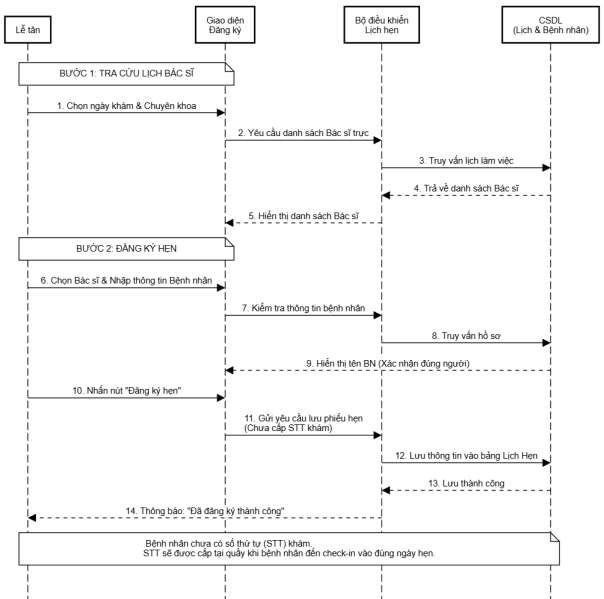 Lễ tân
Giao diện
Đăng ký
Bộ điều khiển
Lịch hẹn
CSDL
(Lịch & Bệnh nhân)
BƯỚC 1: TRA CỨU LỊCH BÁC SĨ
1. Chọn ngày khám & Chuyên khoa
2. Yêu cầu danh sách Bác sĩ trực
3. Truy vấn lịch làm việc
4. Trả về danh sách Bác sĩ
5. Hiển thị danh sách Bác sĩ
BƯỚC 2: ĐĂNG KÝ HẸN
6. Chọn Bác sĩ & Nhập thông tin Bệnh nhân
7. Kiểm tra thông tin bệnh nhân
8. Truy vấn hồ sơ
9. Hiển thị tên BN (Xác nhận đúng người)
10. Nhấn nút "Đăng ký hẹn"
11. Gửi yêu cầu lưu phiếu hẹn
(Chưa cấp STT khám)
12. Lưu thông tin vào bảng Lịch Hẹn
13. Lưu thành công
14. Thông báo: "Đã đăng ký thành công"
Bệnh nhân chưa có số thứ tự (STT) khám.
STT sẽ được cấp tại quầy khi bệnh nhân đến check-in vào đúng ngày hẹn.